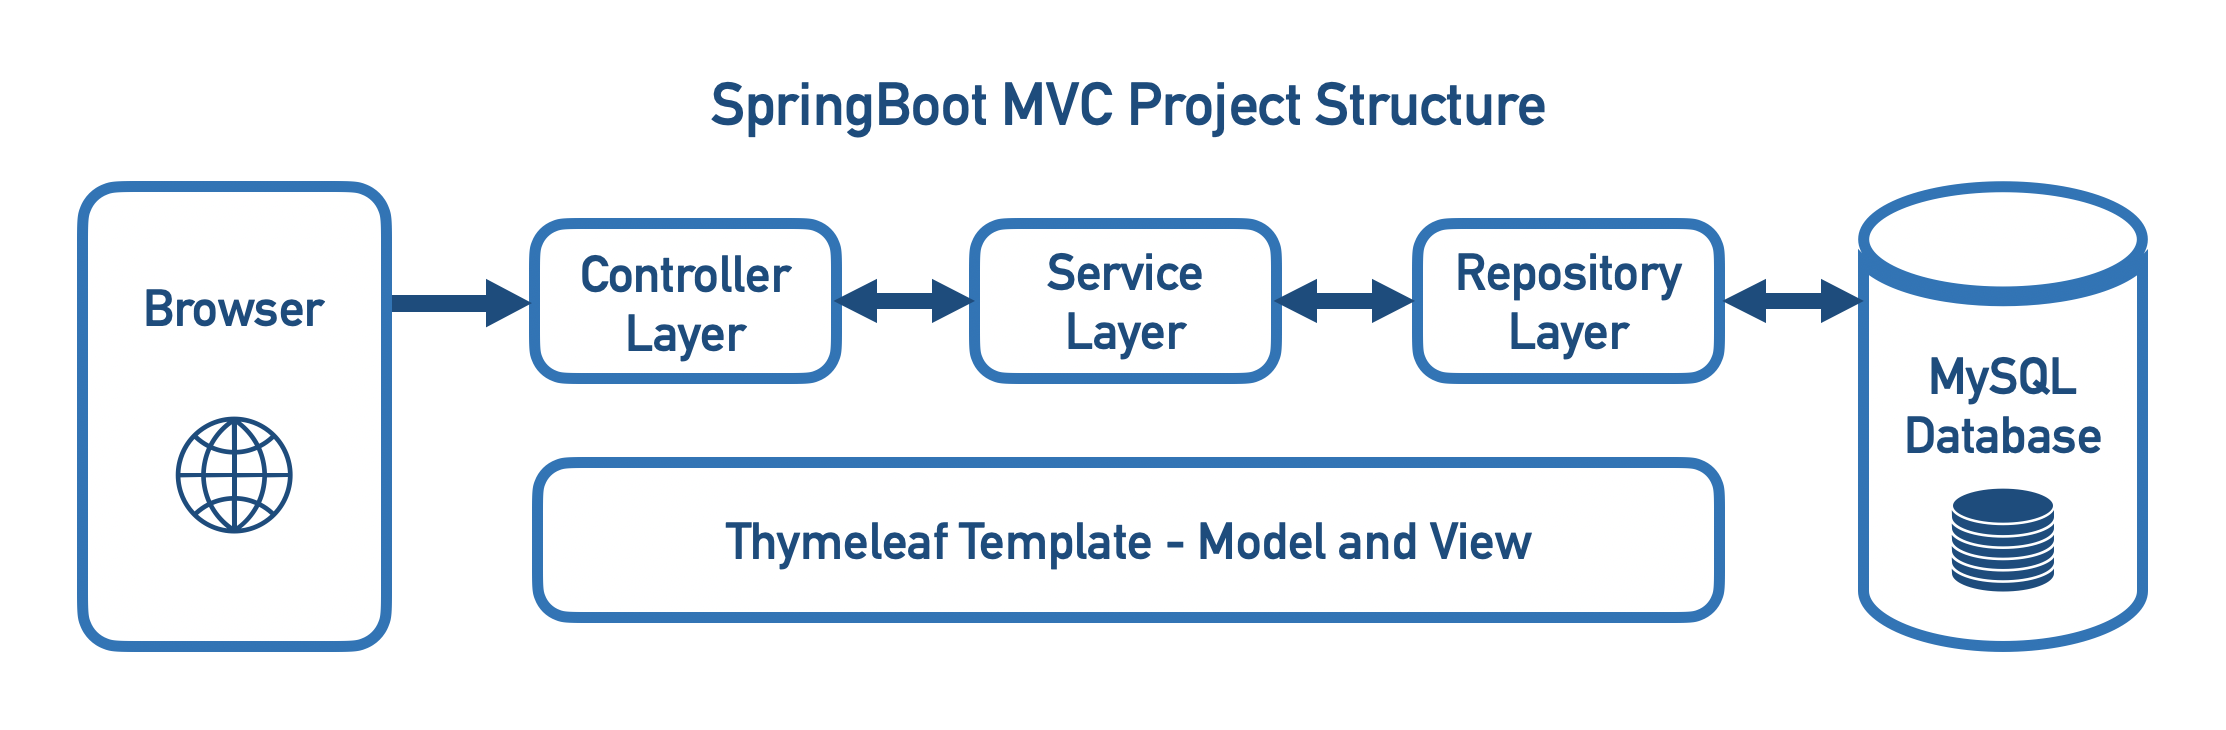 SpringBoot MVC Project Structure
Browser
Controller
Layer
Service
Layer
Repository
Layer
MySQL
Database
Thymeleaf Template - Model and View